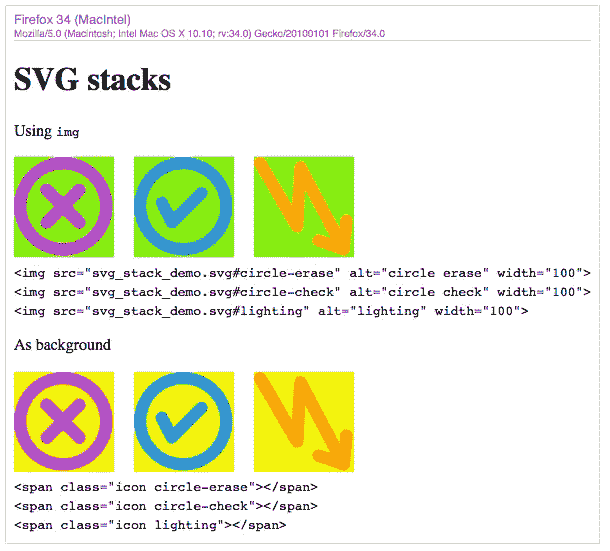 Firefox 34 (MacIntel)
Mozilla/5.0 (Macintosh; Intel Mac OS X 10.10; rv:34.0) Gecko/20100101 Firefox/34.0
SVG stacks
Using img
<img src="svg_stack_demo.svg#circle-erase" alt="circle erase" width="100">
<img src="svg_stack_demo.svg#circle-check" alt="circle check" width="100">
<img src="svg_stack_demo.svg#lighting" alt="lighting" width="100">
As background
<span class="icon circle-erase"></span>
<span class="icon circle-check"></span>
<span class="icon lighting"></span>